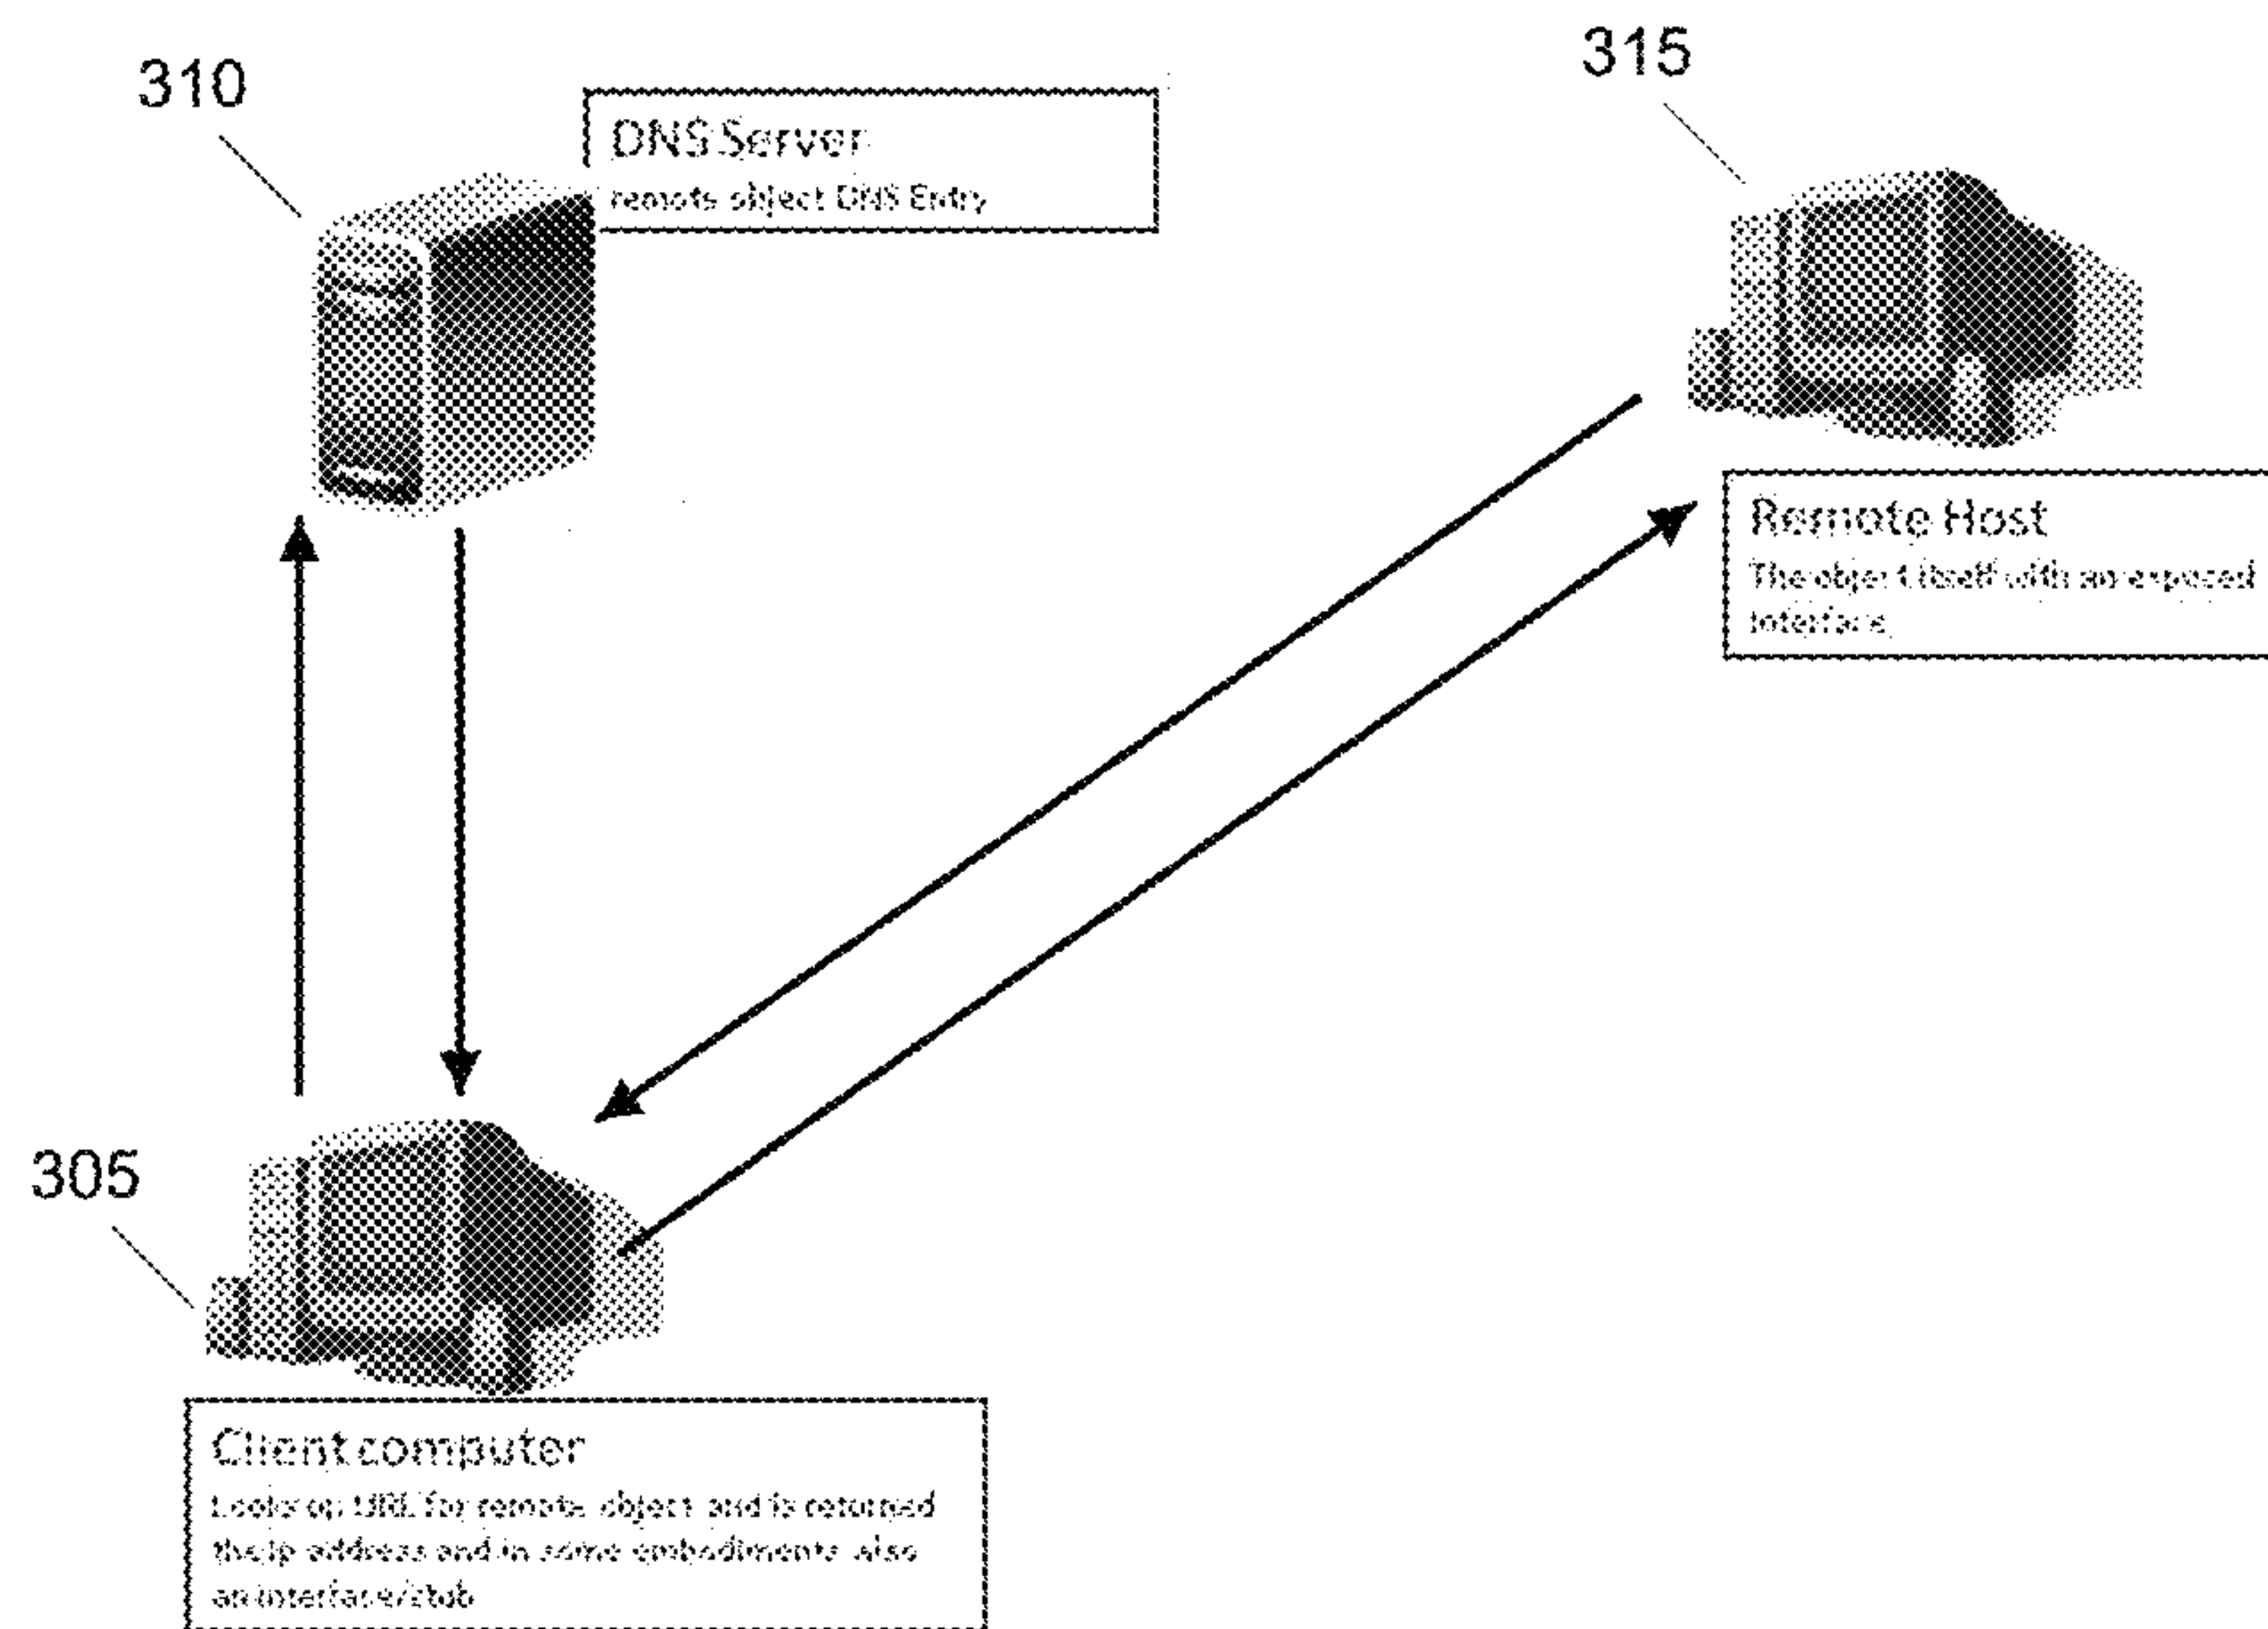 310
315
DNS Server
remote object DNS Entry
Remote Host
The object itself with an exposed
Interface
305
Client computer
Looks up URL for remote object and is returned
the ip address and in some embodiments also
an interface/stub